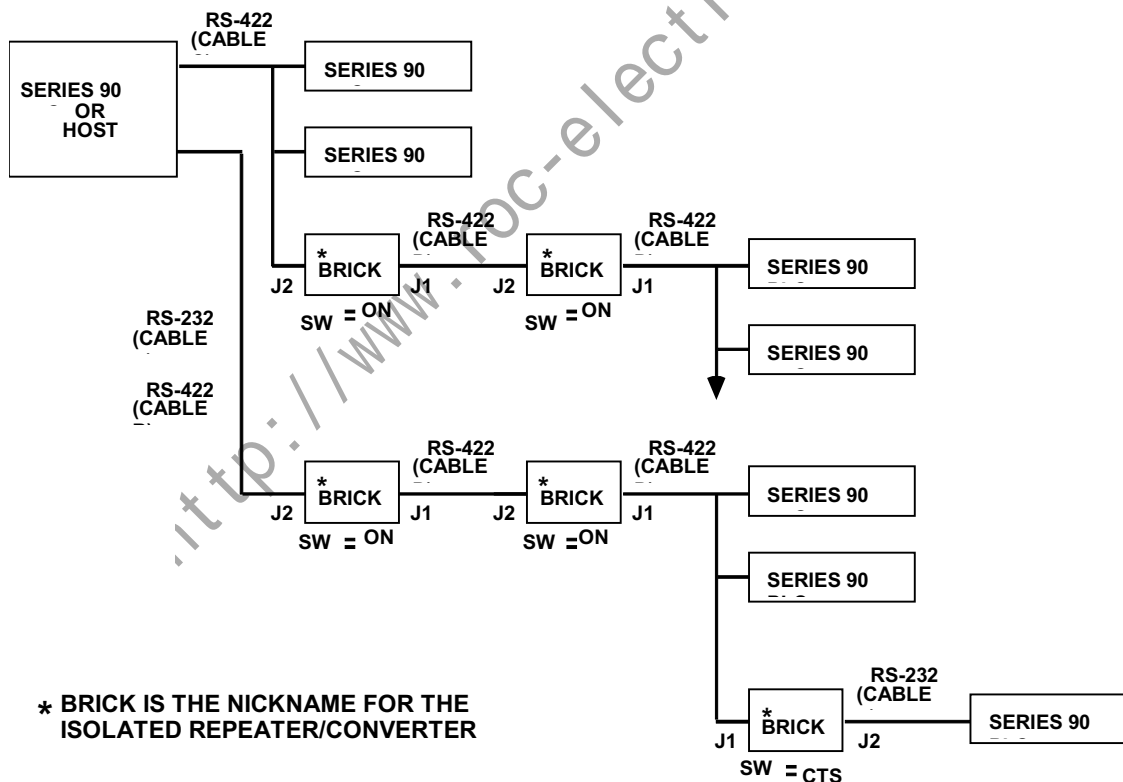 RS-422
(CABLE
SERIES 90
OR
HOST
SERIES 90
SERIES 90
RS-422
(CABLE
RS-422
(CABLE
*
BRICK
*
BRICK
SERIES 90
J2
J1
J2
J1
SW = ON
SW = ON
RS-232
(CABLE
SERIES 90
RS-422
(CABLE
RS-422
(CABLE
RS-422
(CABLE
*
BRICK
*
BRICK
SERIES 90
J2
J1
J2
J1
SW = ON
SW = ON
SERIES 90
RS-232
(CABLE
* BRICK IS THE NICKNAME FOR THE
ISOLATED REPEATER/CONVERTER
*
BRICK
SERIES 90
J1
J2
SW = CTS
ttp://www.roc-elect